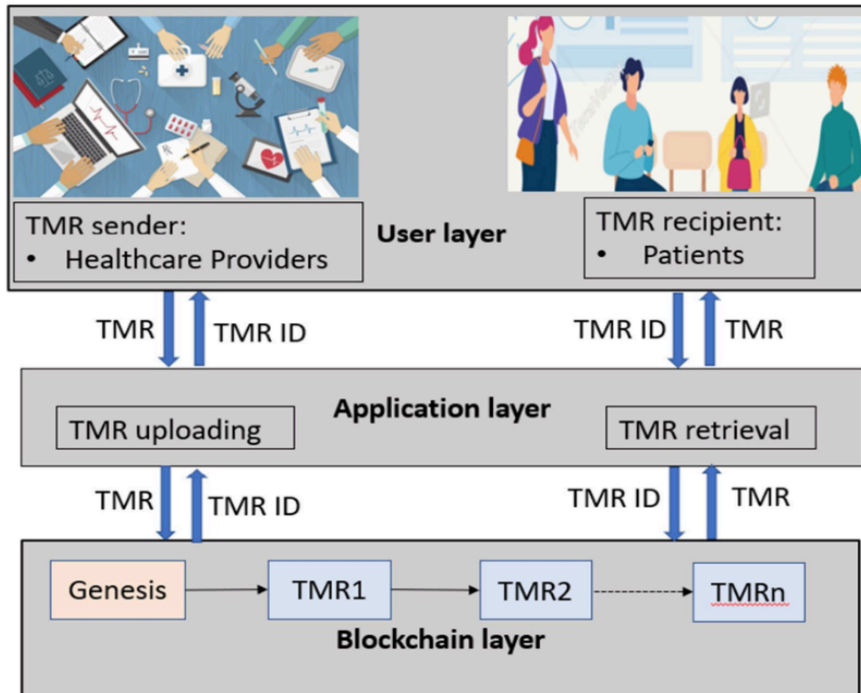 TMR sender:
• Healthcare Providers
User layer
TMR recipient:
• Patients
TMR
TMR ID
TMR ID
TMR
Application layer
TMR uploading
TMR retrieval
TMR
TMR ID
TMR ID
TMR
Genesis
TMR1
TMR2
TMRn
Blockchain layer